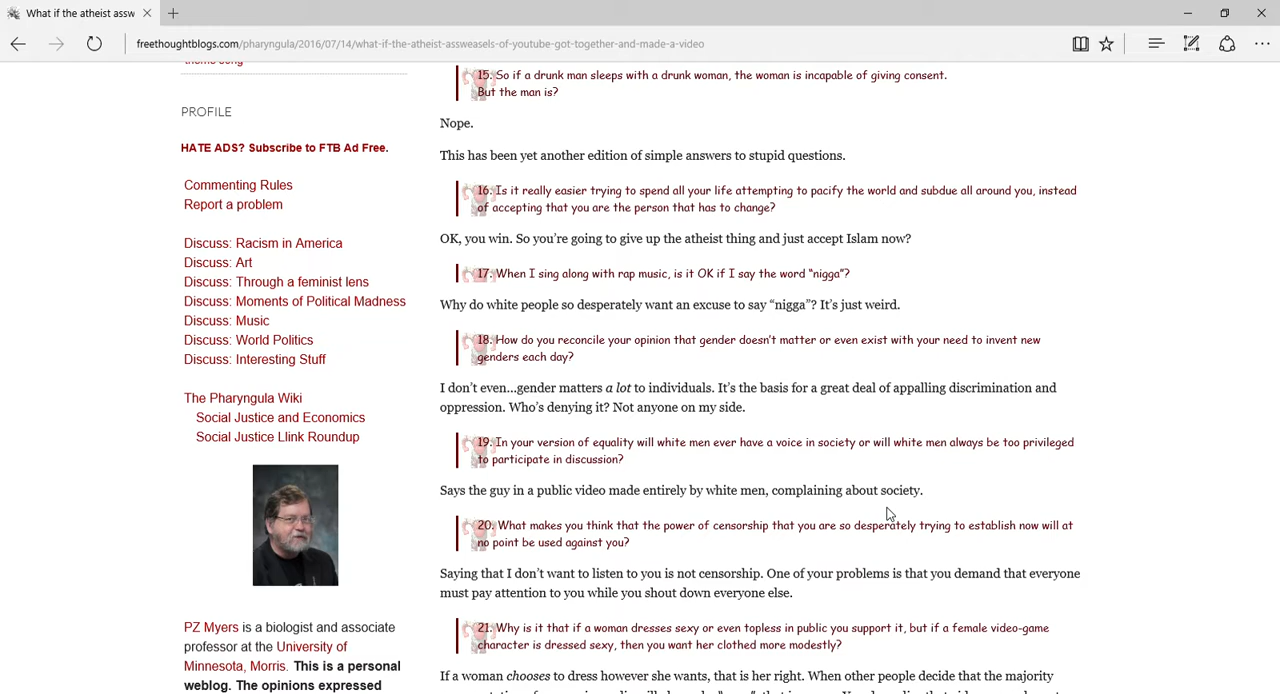 What if the atheist assw
freethoughtblogs.com/pharyngula/2016/07/14/what-if-the-atheist-assweasels-of-youtube-got-together-and-made-a-video
theme song
PROFILE
HATE ADS? Subscribe to FTB Ad Free.
Commenting Rules
Report a problem
Discuss: Racism in America
Discuss: Art
Discuss: Through a feminist lens
Discuss: Moments of Political Madness
Discuss: Music
Discuss: World Politics
Discuss: Interesting Stuff
The Pharyngula Wiki
Social Justice and Economics
Social Justice Llink Roundup
PZ Myers is a biologist and associate
professor at the University of
Minnesota, Morris. This is a personal
weblog. The opinions expressed
15. So if a drunk man sleeps with a drunk woman, the woman is incapable of giving consent.
But the man is?
Nope.
This has been yet another edition of simple answers to stupid questions.
16. Is it really easier trying to spend all your life attempting to pacify the world and subdue all around you, instead
of accepting that you are the person that has to change?
OK, you win. So you’re going to give up the atheist thing and just accept Islam now?
17. When I sing along with rap music, is it OK if I say the word “nigga”?
Why do white people so desperately want an excuse to say “nigga”? It’s just weird.
18. How do you reconcile your opinion that gender doesn’t matter or even exist with your need to invent new
genders each day?
I don’t even…gender matters a lot to individuals. It’s the basis for a great deal of appalling discrimination and
oppression. Who’s denying it? Not anyone on my side.
19. In your version of equality will white men ever have a voice in society or will white men always be too privileged
to participate in discussion?
Says the guy in a public video made entirely by white men, complaining about society.
20. What makes you think that the power of censorship that you are so desperately trying to establish now will at
no point be used against you?
Saying that I don’t want to listen to you is not censorship. One of your problems is that you demand that everyone
must pay attention to you while you shout down everyone else.
21. Why is it that if a woman dresses sexy or even topless in public you support it, but if a female video-game
character is dressed sexy, then you want her clothed more modestly?
If a woman chooses to dress however she wants, that is her right. When other people decide that the majority